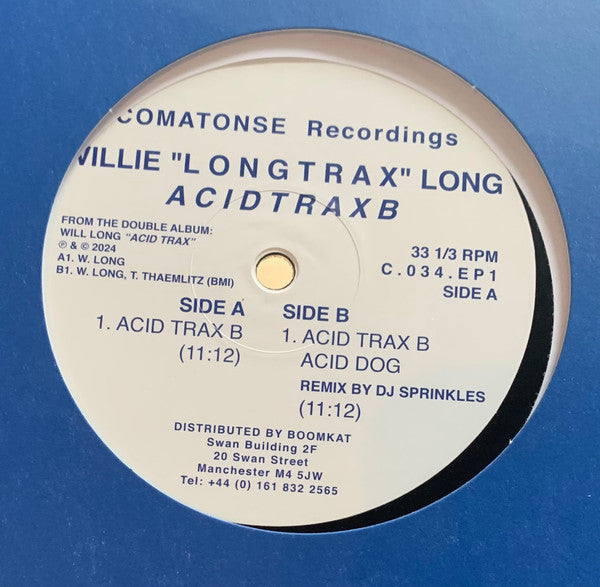 COMATONSE Recordings
WILLIE "LONGTRAX" LONG
ACIDTRAXB
FROM THE DOUBLE ALBUM:
WILL LONG "ACID TRAX"
℗ & © 2024
A1. W. LONG
B1. W. LONG, T. THAEMLITZ (BMI)
33 1/3 RPM
C.034.EP1
SIDE A
SIDE A
1. ACID TRAX B
(11:12)
SIDE B
1. ACID TRAX B
ACID DOG
REMIX BY DJ SPRINKLES
(11:12)
DISTRIBUTED BY BOOMKAT
Swan Building 2F
20 Swan Street
Manchester M4 5JW
Tel: +44 (0) 161 832 2565